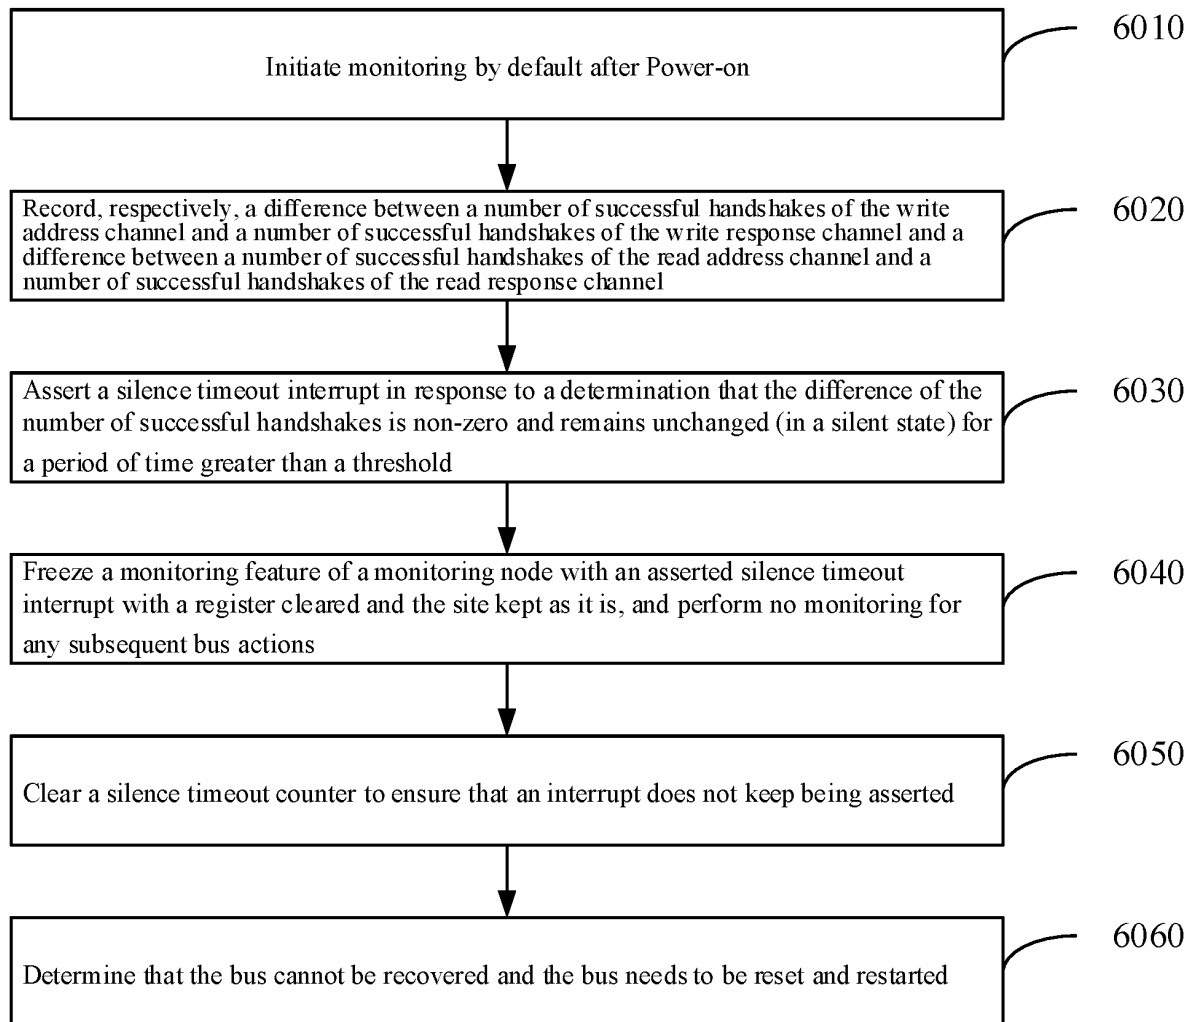 6010
Initiate monitoring by default after Power-on
6020
Record, respectively, a difference between a number of successful handshakes of the write
address channel and a number of successful handshakes of the write response channel and a
difference between a number of successful handshakes of the read address channel and a
number of successful handshakes of the read response channel
6030
Assert a silence timeout interrupt in response to a determination that the difference of the
number of successful handshakes is non-zero and remains unchanged (in a silent state) for
a period of time greater than a threshold
6040
Freeze a monitoring feature of a monitoring node with an asserted silence timeout
interrupt with a register cleared and the site kept as it is, and perform no monitoring for
any subsequent bus actions
6050
Clear a silence timeout counter to ensure that an interrupt does not keep being asserted
6060
Determine that the bus cannot be recovered and the bus needs to be reset and restarted